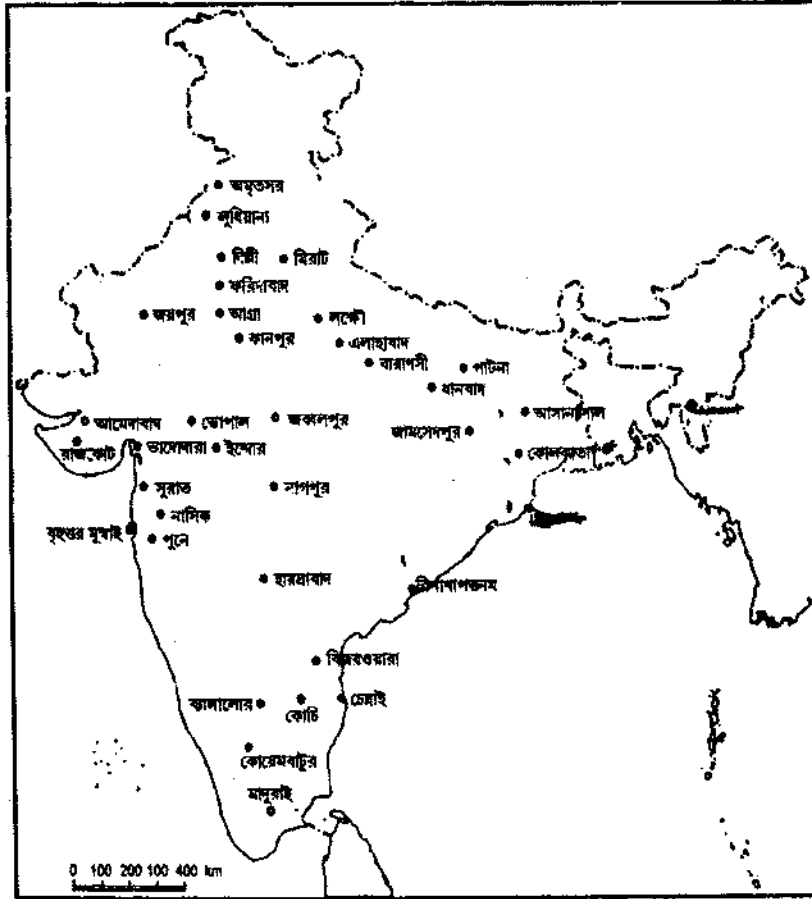 অমৃতসর
লুধিয়ানা
দিল্লী
মিরাট
ফরিদাবাদ
জয়পুর
আগ্রা
লক্ষ্ণৌ
কানপুর
এলাহাবাদ
বারাণসী
পাটনা
ধানবাদ
আমেদাবাদ
ভোপাল
জব্বলপুর
আসানসোল
জামসেদপুর
রাজকোট
ভাদোদারা
ইন্দোর
কোলকাতা
সুরাত
নাগপুর
নাসিক
বৃহত্তর মুম্বাই
পুনে
হায়দ্রাবাদ
বিশাখাপত্তনম
বিজয়ওয়ারা
ব্যাঙ্গালোর
কোচি
চেন্নাই
কোয়েমবাটুর
মাদুরাই
0 100 200 400 km